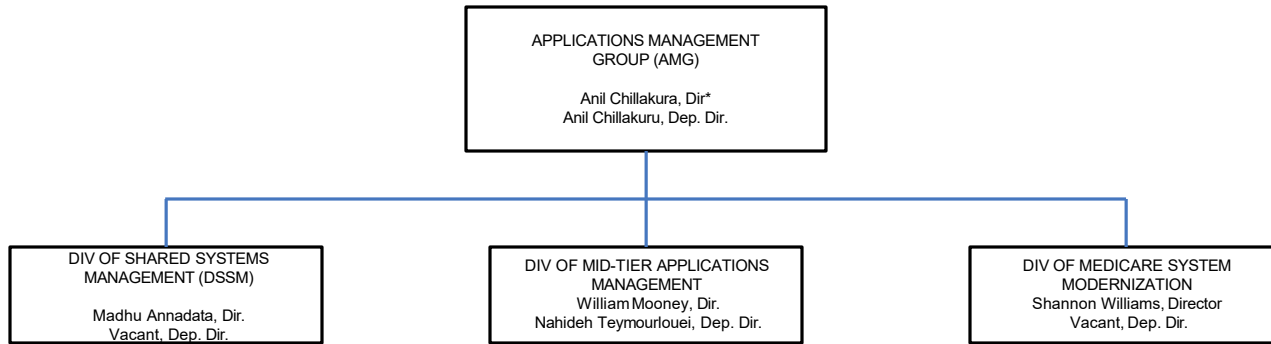 APPLICATIONS MANAGEMENT
GROUP (AMG)
Anil Chillakura, Dir*
Anil Chillakuru, Dep. Dir.
DIV OF SHARED SYSTEMS
MANAGEMENT (DSSM)
Madhu Annadata, Dir.
Vacant, Dep. Dir.
DIV OF MID-TIER APPLICATIONS
MANAGEMENT
William Mooney, Dir.
Nahideh Teymourlouei, Dep. Dir.
DIV OF MEDICARE SYSTEM
MODERNIZATION
Shannon Williams, Director
Vacant, Dep. Dir.